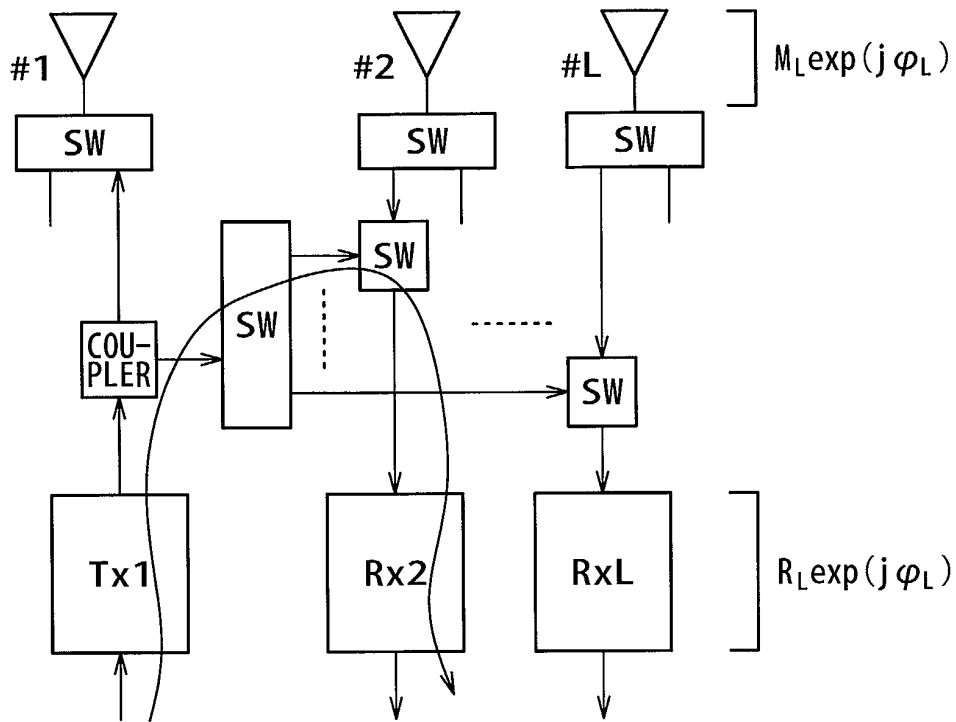 #1
#2
#L
M_L exp(jφ_L)
SW
SW
SW
SW
SW
COU-
PLER
SW
Tx1
Rx2
RxL
R_L exp(jφ_L)